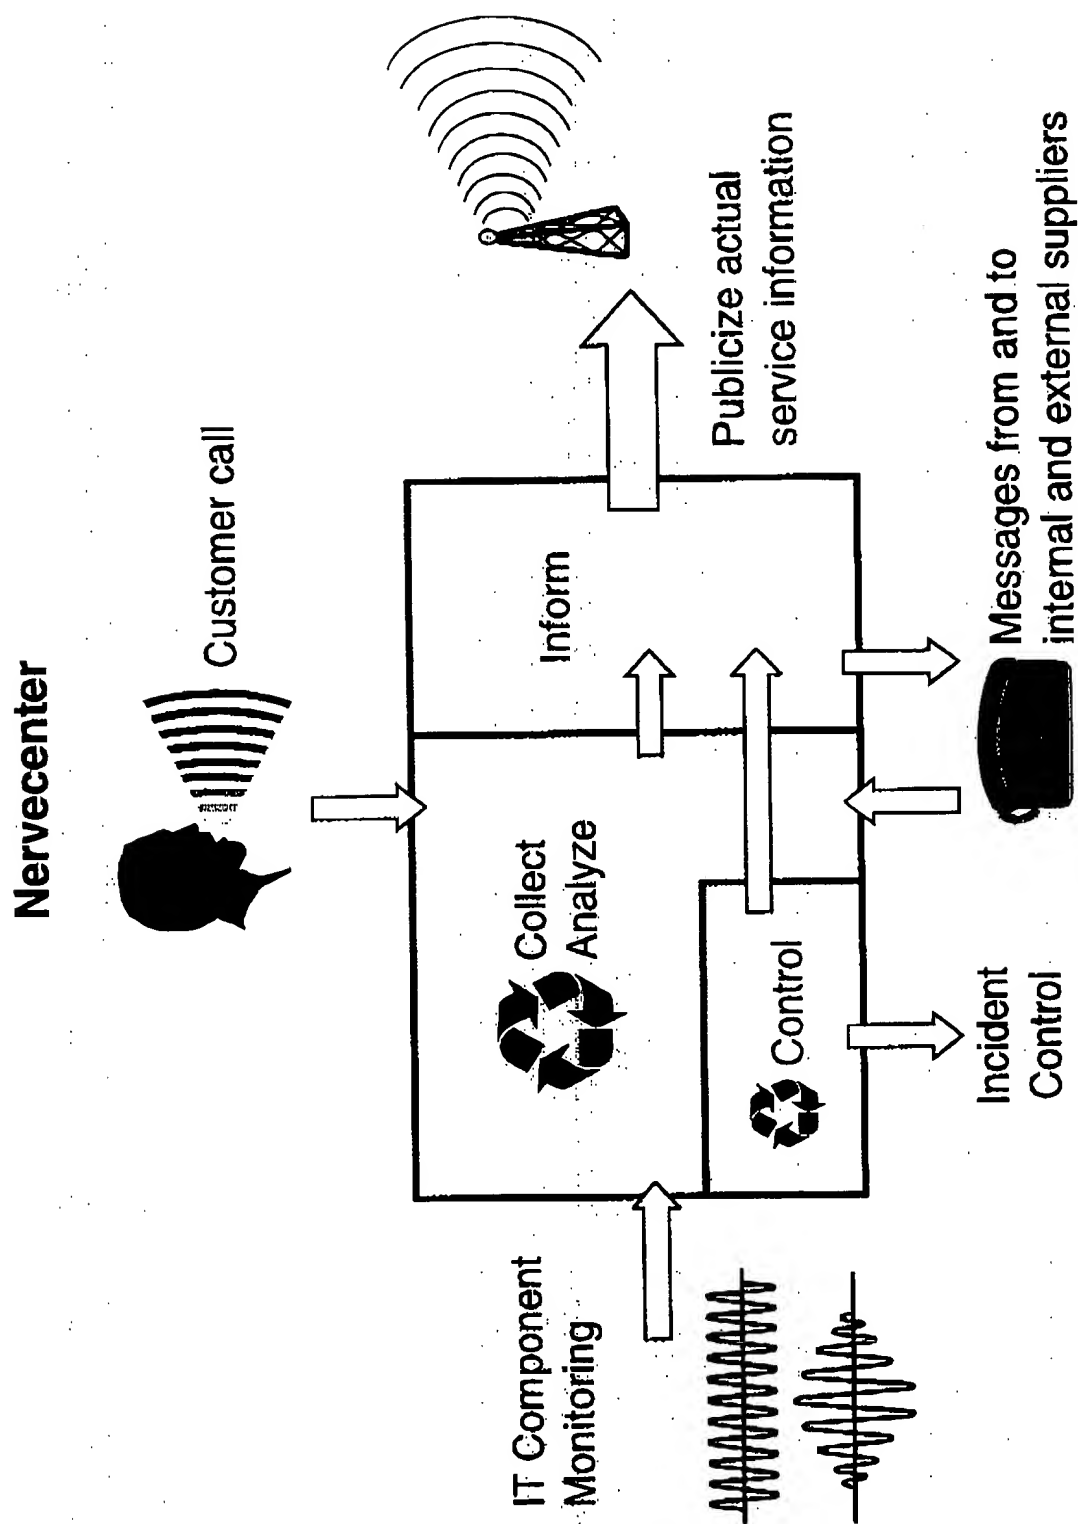 Nervecenter
Customer call
IT Component
Monitoring
Collect
Analyze
Inform
Control
Publicize actual
service information
Incident
Control
Messages from and to
internal and external suppliers